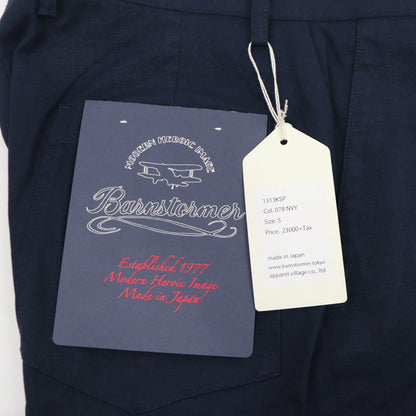 MODERN HEROIC IMAGE
Barnstormer
Established 1977
Modern Heroic Image
Made in Japan
1313KSP
Col. 078 NVY
Size. S
Price. 23000+Tax
made in Japan
www.barnstormer.tokyo
apparel village co., ltd